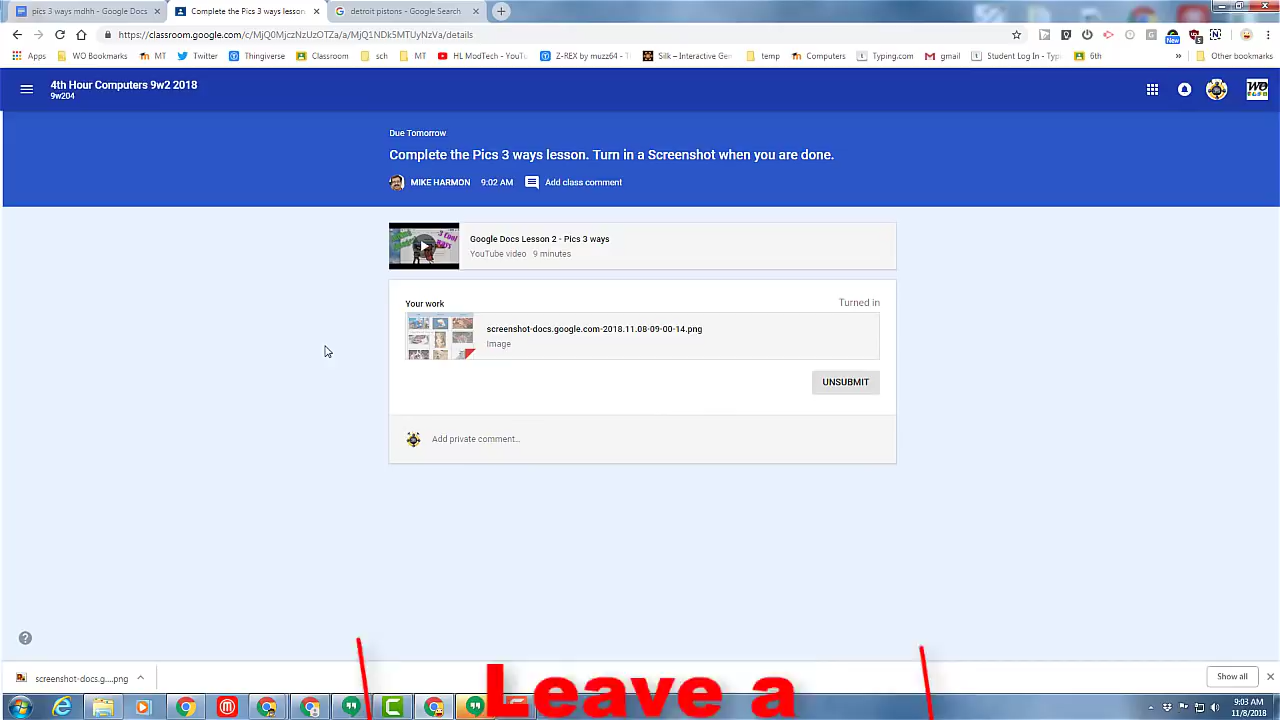 pics 3 ways mdhh - Google Docs
Complete the Pics 3 ways lesson.
detroit pistons - Google Search
https://classroom.google.com/c/MjQ0MjczNzUzOTZa/a/MjQ1NDk5MTUyNzVa/details
Apps WO Bookmarks MT Twitter Thingiverse Classroom sch MT HL ModTech - YouTu Z-REX by muzz64 - T Silk – Interactive Gen temp Computers Typing.com gmail Student Log In - Typ 6th » Other bookmarks
4th Hour Computers 9w2 2018
9w204
Due Tomorrow
Complete the Pics 3 ways lesson. Turn in a Screenshot when you are done.
MIKE HARMON 9:02 AM Add class comment
Google Docs Lesson 2 - Pics 3 ways
YouTube video 9 minutes
Your work
Turned in
screenshot-docs.google.com-2018.11.08-09-00-14.png
Image
UNSUBMIT
Add private comment...
screenshot-docs.g....png
Show all
Leave a
9:03 AM
11/8/2018